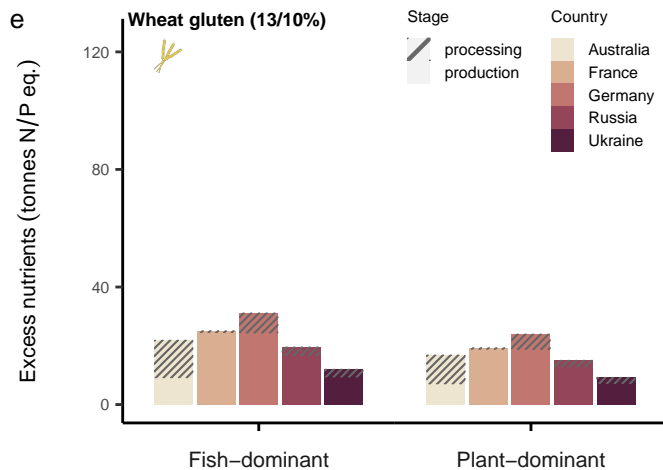 e
Wheat gluten (13/10%)
Stage
processing
production
Country
Australia
France
Germany
Russia
Ukraine
Excess nutrients (tonnes N/P eq.)
120
80
40
0
Fish−dominant
Plant−dominant